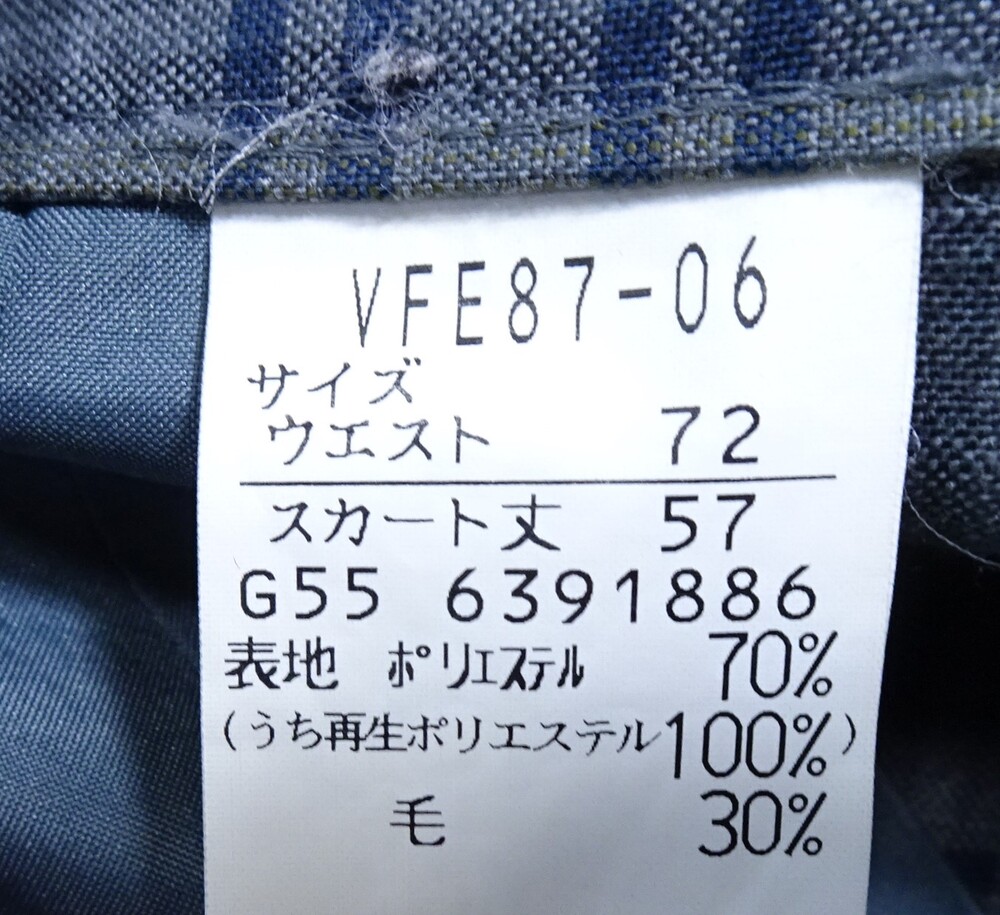 VFE87-06
サイズ
ウエスト 72
スカート丈 57
G55 6391886
表地 ポリエステル 70%
(うち再生ポリエステル100%)
毛 30%